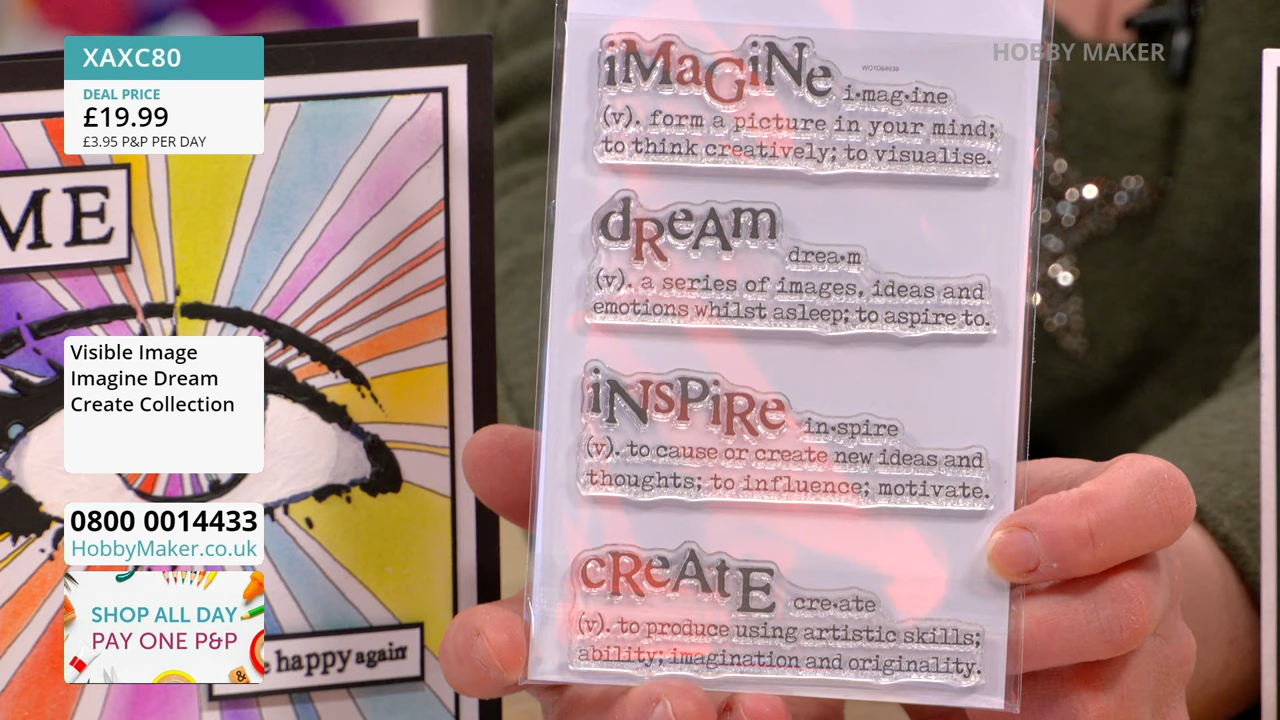 XAXC80
DEAL PRICE
£19.99
£3.95 P&P PER DAY
ME
Visible Image
Imagine Dream
Create Collection
0800 0014433
HobbyMaker.co.uk
SHOP ALL DAY
PAY ONE P&P
&
happy again
HOBBY MAKER
iMaGiNe
i•mag•ine
(v). form a picture in your mind;
to think creatively; to visualise.
dReAm
drea•m
(v). a series of images, ideas and
emotions whilst asleep; to aspire to.
iNsPiRe
in•spire
(v). to cause or create new ideas and
thoughts; to influence; motivate.
cReAtE
cre•ate
(v). to produce using artistic skills;
ability; imagination and originality.